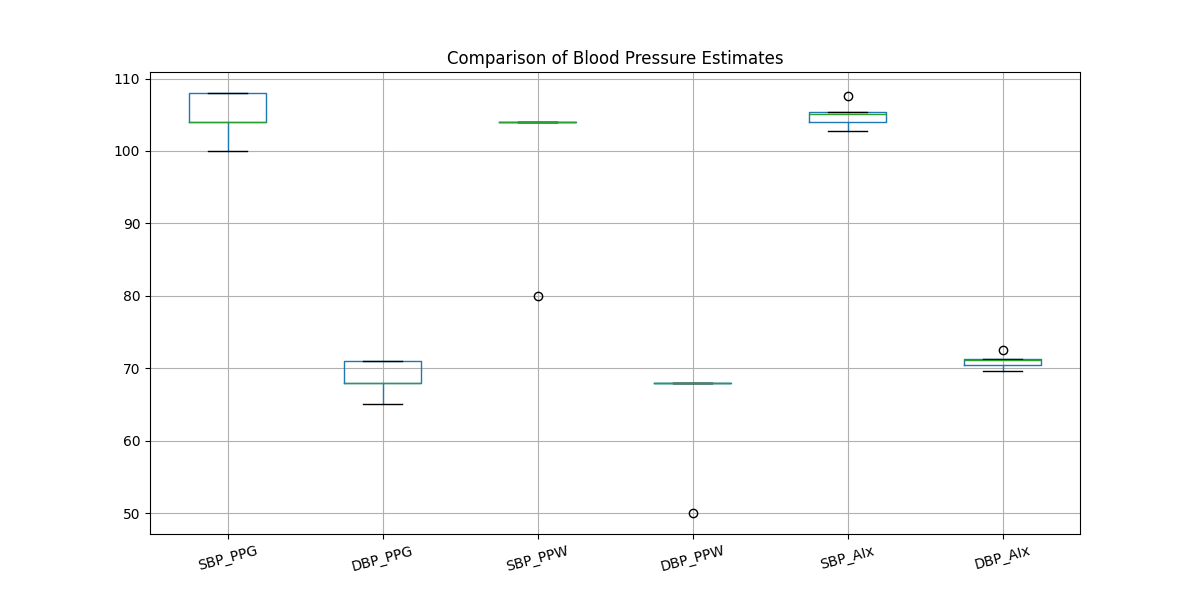 Comparison of Blood Pressure Estimates
110
100
90
80
70
60
50
SBP_PPG
DBP_PPG
SBP_PPW
DBP_PPW
SBP_AIx
DBP_AIx